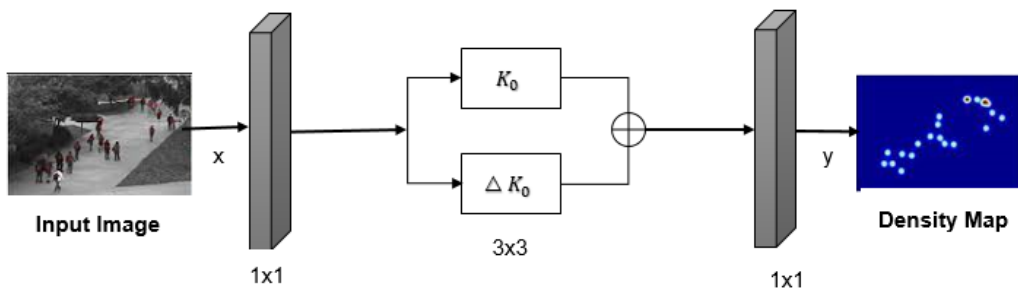 K₀
x
△ K₀
y
Input Image
Density Map
3x3
1x1
1x1